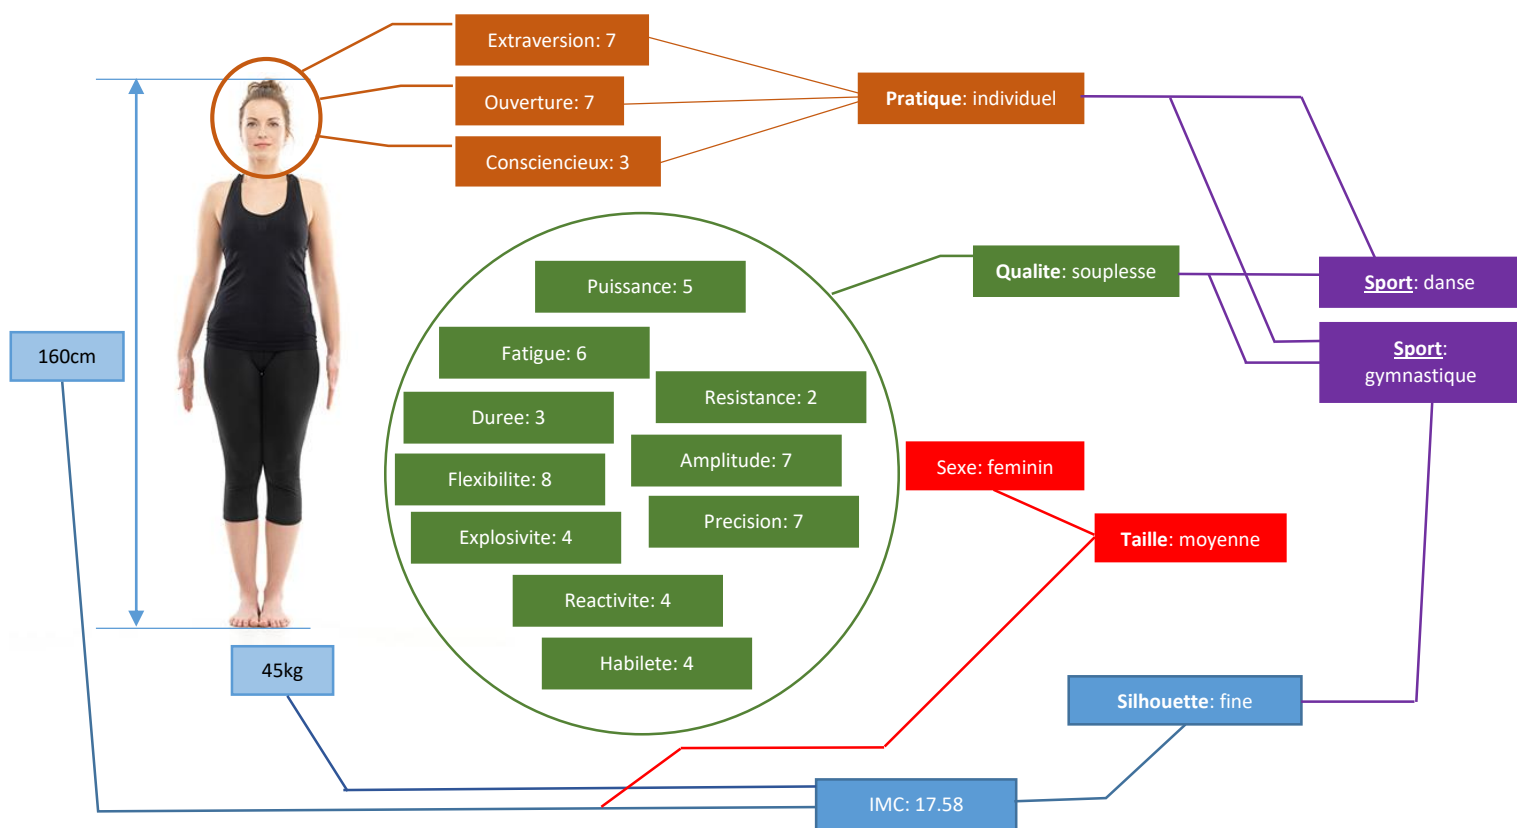 Extraversion: 7
Ouverture: 7
Consciencieux: 3
Pratique: individuel
Puissance: 5
Fatigue: 6
Resistance: 2
Duree: 3
Amplitude: 7
Flexibilite: 8
Precision: 7
Explosivite: 4
Reactivite: 4
Habilete: 4
Qualite: souplesse
Sport: danse
Sport:
gymnastique
160cm
Sexe: feminin
Taille: moyenne
45kg
Silhouette: fine
IMC: 17.58